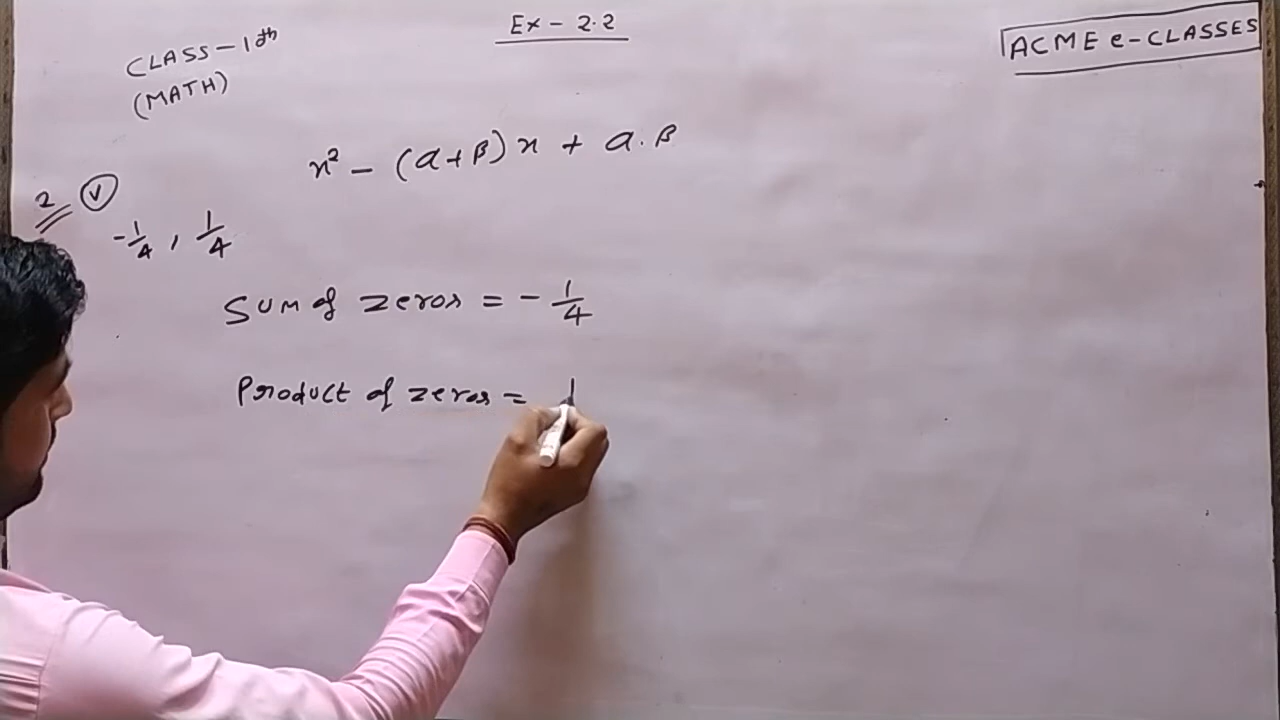 Ex - 2.2
ACME e-CLASSES
CLASS-10th
(MATH)
x² - (α+β)x + α.β
2 (v)
-1/4, 1/4
Sum of zeros = -1/4
Product of zeros = 1